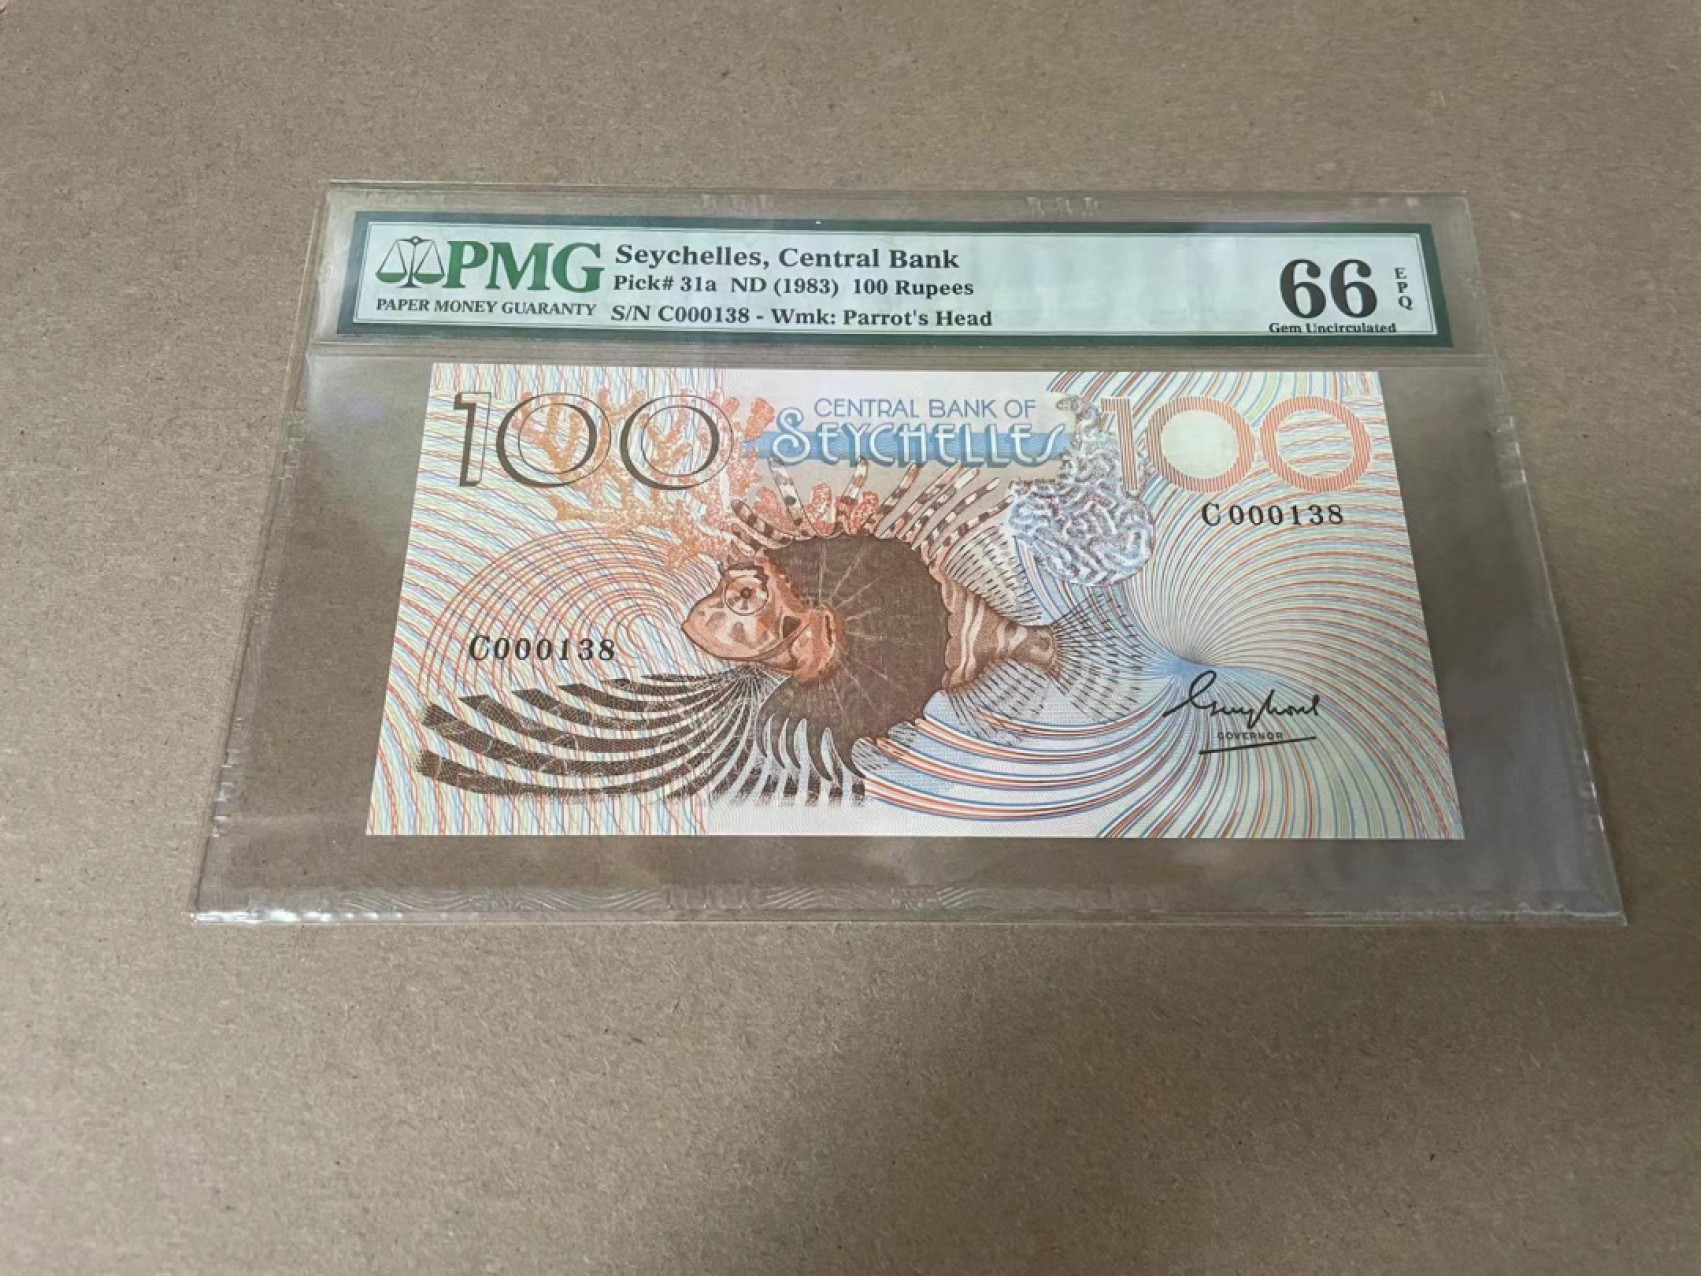 PMG
PAPER MONEY GUARANTY
Seychelles, Central Bank
Pick# 31a ND (1983) 100 Rupees
S/N C000138 - Wmk: Parrot's Head
66
EPQ
Gem Uncirculated
100
CENTRAL BANK OF
SEYCHELLES
100
C000138
C000138
GOVERNOR